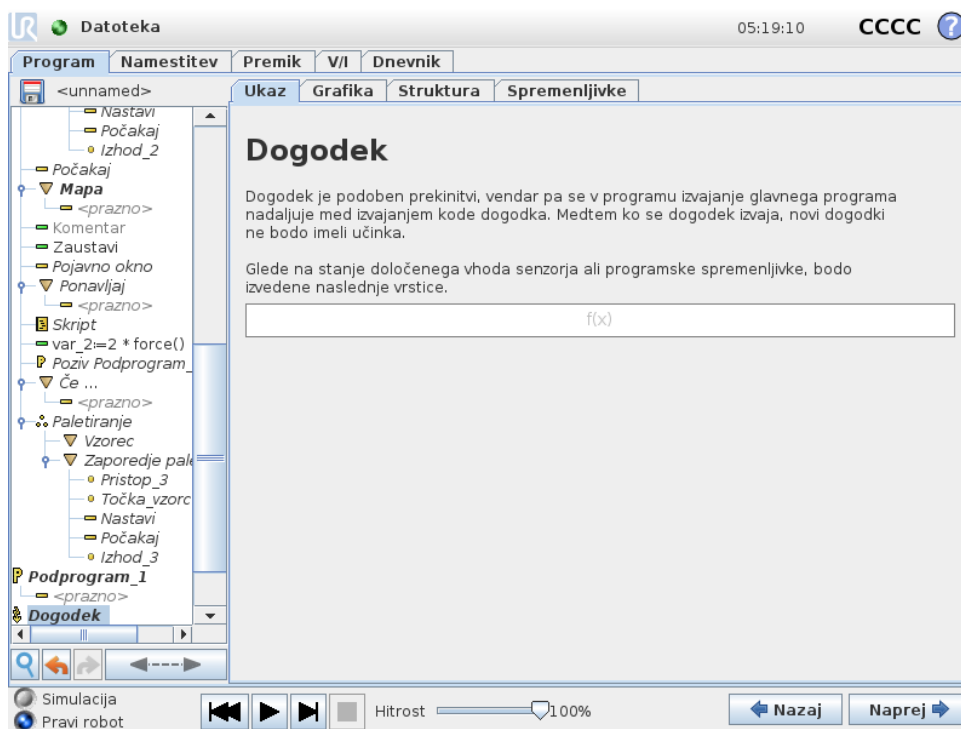 UR Datoteka 05:19:10 CCCC ?
Program Namestitev Premik V/I Dnevnik
<unnamed>
Ukaz Grafika Struktura Spremenljivke
Nastavi
Počakaj
Izhod_2
Počakaj
Mapa
<prazno>
Komentar
Zaustavi
Pojavno okno
Ponavljaj
<prazno>
Skript
var_2:=2 * force()
P Poziv Podprogram_
Če ...
<prazno>
Paletiranje
Vzorec
Zaporedje pale
Pristop_3
Točka_vzorc
Nastavi
Počakaj
Izhod_3
P Podprogram_1
<prazno>
Dogodek
Dogodek
Dogodek je podoben prekinitvi, vendar pa se v programu izvajanje glavnega programa
nadaljuje med izvajanjem kode dogodka. Medtem ko se dogodek izvaja, novi dogodki
ne bodo imeli učinka.
Glede na stanje določenega vhoda senzorja ali programske spremenljivke, bodo
izvedene naslednje vrstice.
f(x)
Simulacija
Pravi robot
Hitrost 100%
Nazaj
Naprej